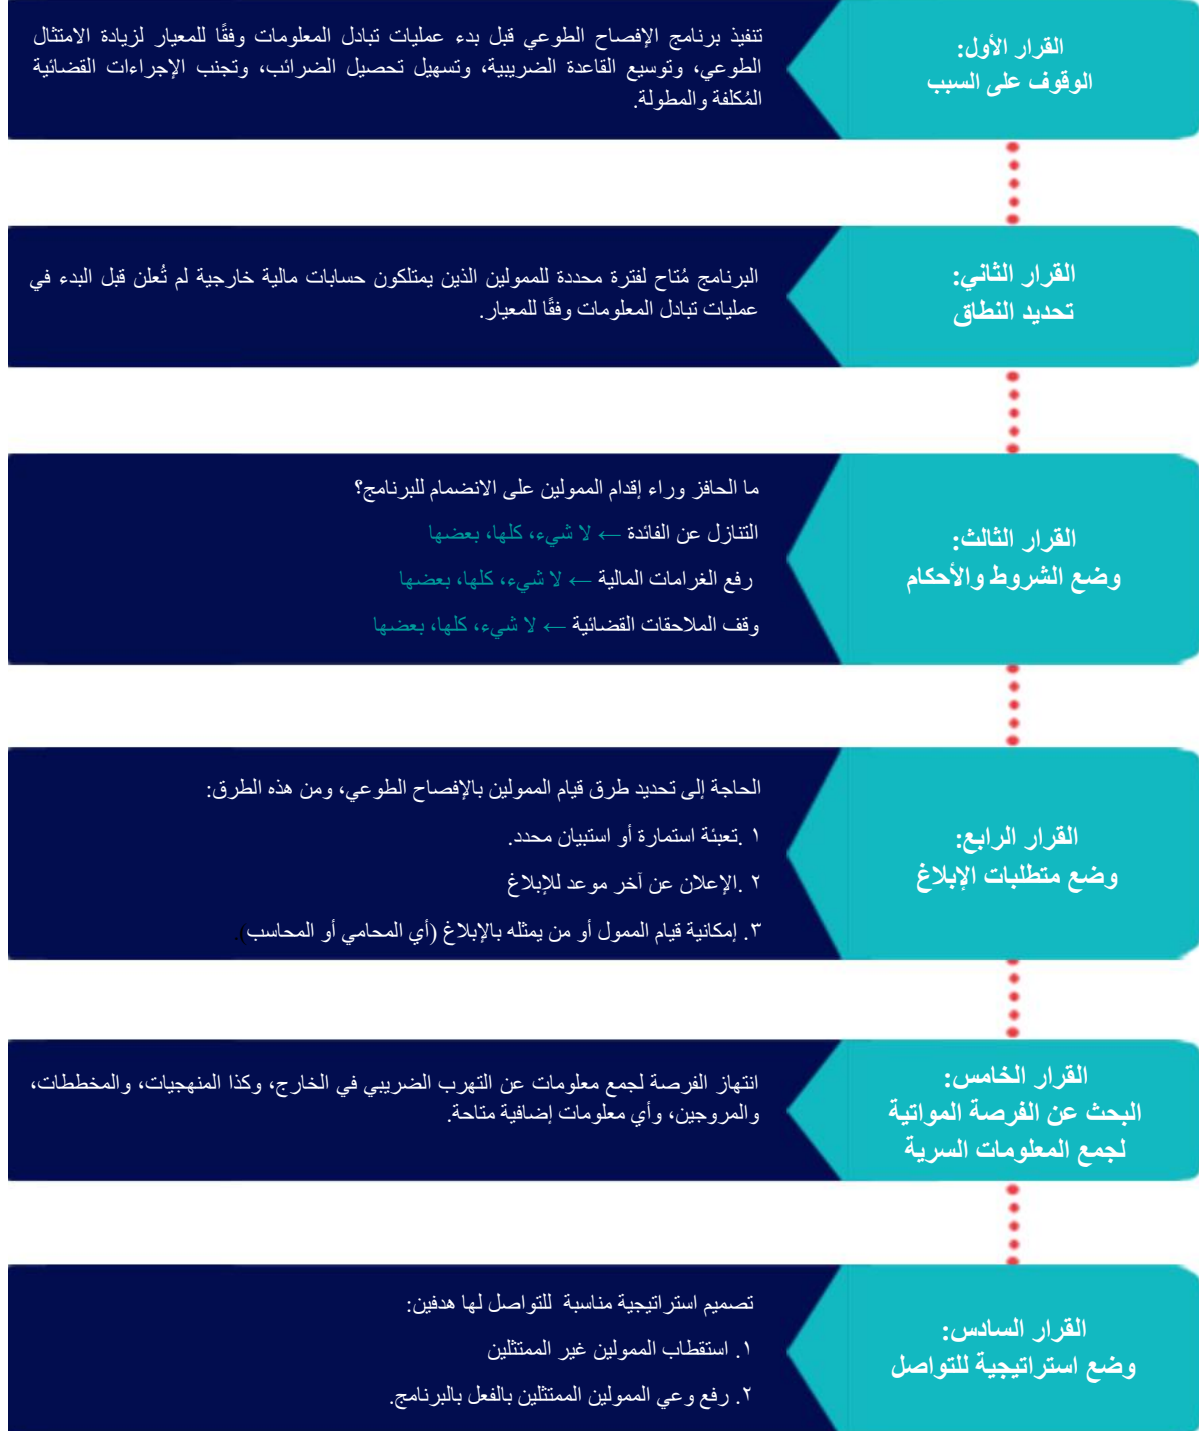 القرار الأول:
الوقوف على السبب
تنفيذ برنامج الإفصاح الطوعي قبل بدء عمليات تبادل المعلومات وفقًا للمعيار لزيادة الامتثال
الطوعي، وتوسيع القاعدة الضريبية، وتسهيل تحصيل الضرائب، وتجنب الإجراءات القضائية
المُكلفة والمطولة.
القرار الثاني:
تحديد النطاق
البرنامج مُتاح لفترة محددة للممولين الذين يمتلكون حسابات مالية خارجية لم تُعلن قبل البدء في
عمليات تبادل المعلومات وفقًا للمعيار.
القرار الثالث:
وضع الشروط والأحكام
ما الحافز وراء إقدام الممولين على الانضمام للبرنامج؟
التنازل عن الفائدة ← لا شيء، كلها، بعضها
رفع الغرامات المالية ← لا شيء، كلها، بعضها
وقف الملاحقات القضائية ← لا شيء، كلها، بعضها
القرار الرابع:
وضع متطلبات الإبلاغ
الحاجة إلى تحديد طرق قيام الممولين بالإفصاح الطوعي، ومن هذه الطرق:
١ .تعبئة استمارة أو استبيان محدد.
٢ .الإعلان عن آخر موعد للإبلاغ
٣. إمكانية قيام الممول أو من يمثله بالإبلاغ (أي المحامي أو المحاسب).
القرار الخامس:
البحث عن الفرصة المواتية
لجمع المعلومات السرية
انتهاز الفرصة لجمع معلومات عن التهرب الضريبي في الخارج، وكذا المنهجيات، والمخططات،
والمروجين، وأي معلومات إضافية متاحة.
القرار السادس:
وضع استراتيجية للتواصل
تصميم استراتيجية مناسبة للتواصل لها هدفين:
١. استقطاب الممولين غير الممتثلين
٢. رفع وعي الممولين الممتثلين بالفعل بالبرنامج.